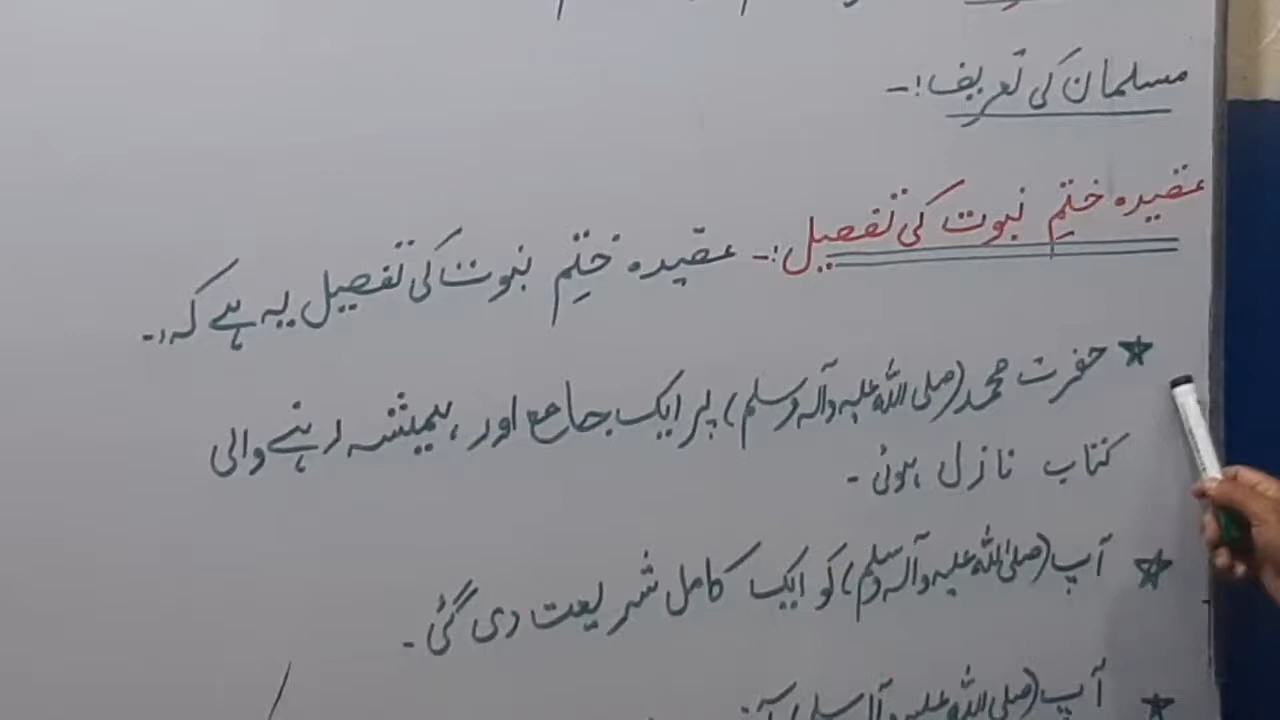 مسلمان کی تعریف :-
عقیدہ ختمِ نبوت کی تفصیل :- عقیدہ ختمِ نبوت کی تفصیل یہ ہے کہ :-
★ حضرت محمد (صلی اللہ علیہ وآلہ وسلم) پر ایک جامع اور ہمیشہ رہنے والی
کتاب نازل ہوئی -
★ آپ (صلی اللہ علیہ وآلہ وسلم) کو ایک کامل شریعت دی گئی -
★ آپ (صلی اللہ علیہ وآلہ وسلم)